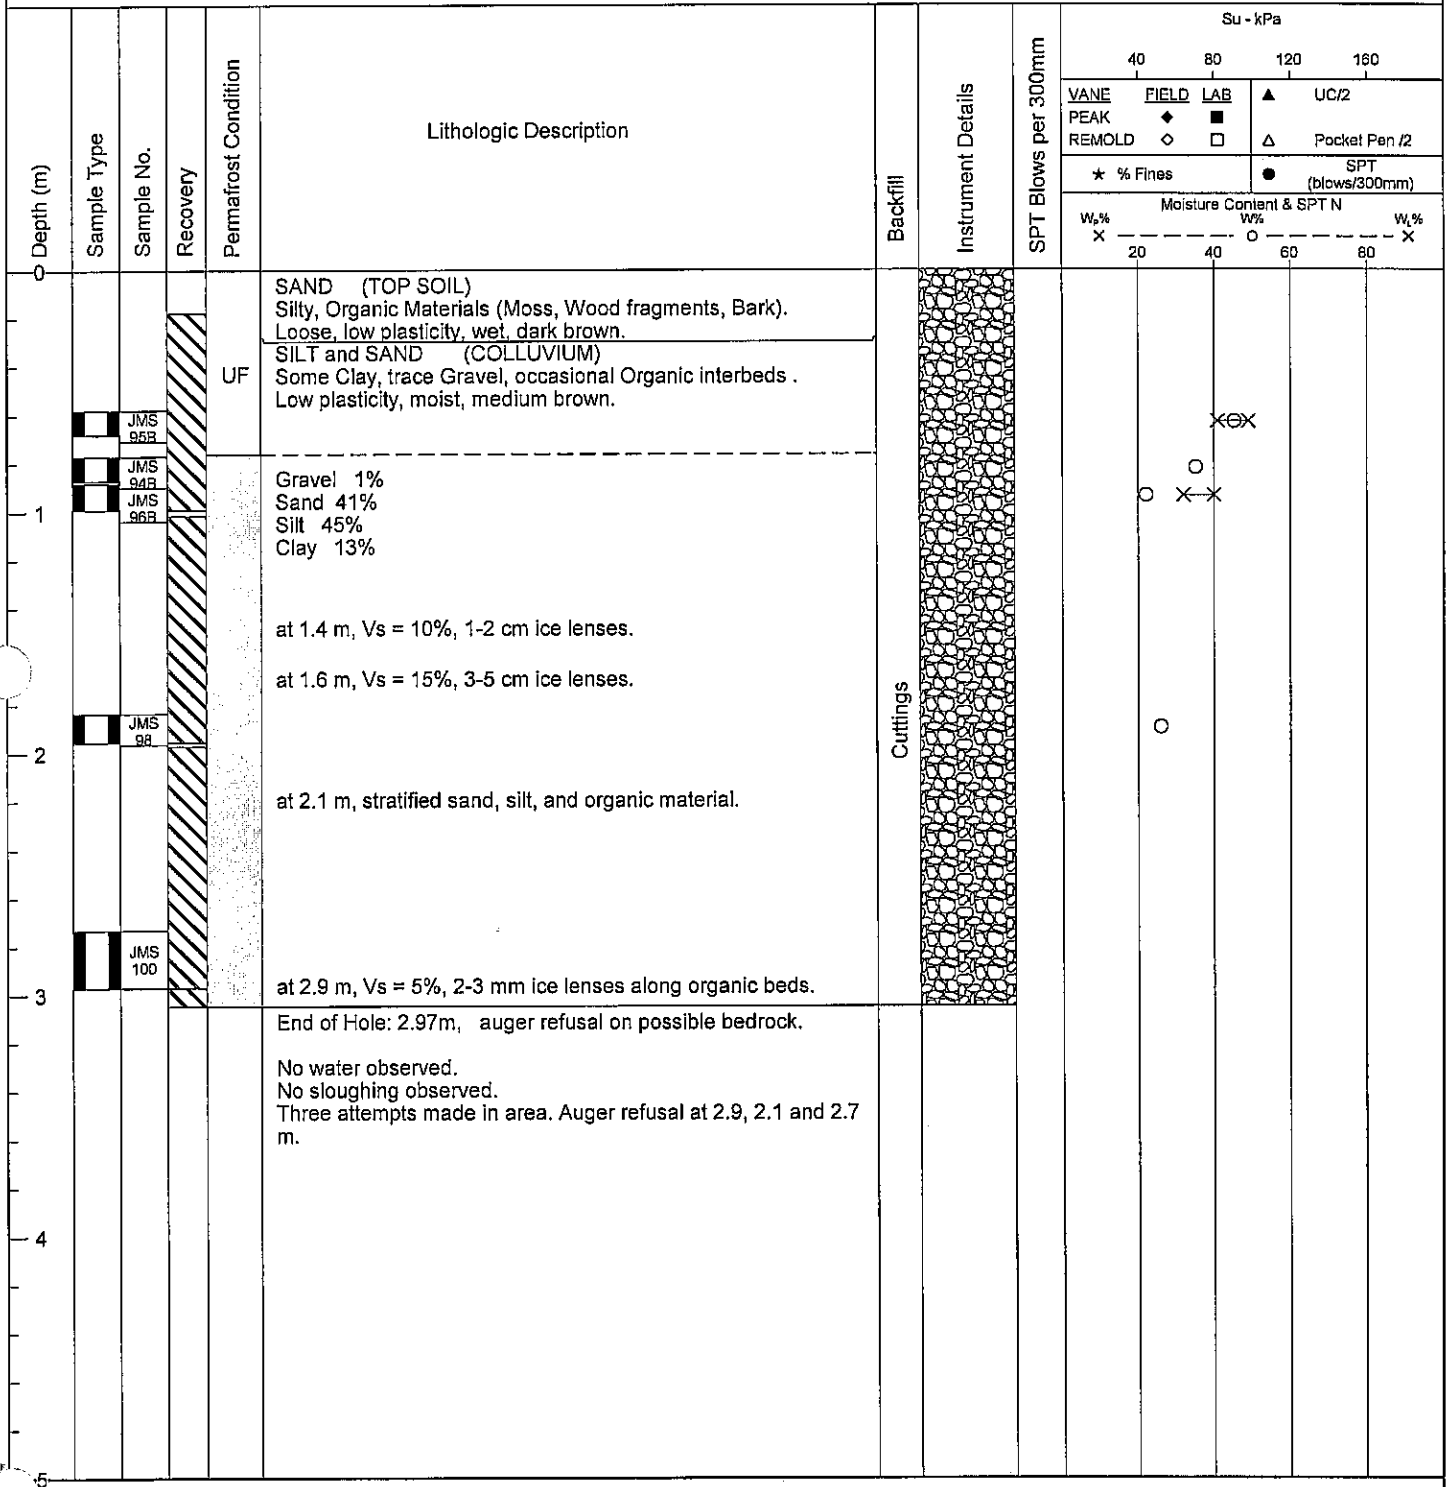 Su - kPa
40 80 120 160
VANE FIELD LAB ▲ UC/2
PEAK ◆ ■
REMOLD ◇ □ △ Pocket Pen /2
★ % Fines ● SPT
(blows/300mm)
Moisture Content & SPT N
Wp% W% WL%
20 40 60 80
Depth (m)
Sample Type
Sample No.
Recovery
Permafrost Condition
Lithologic Description
Backfill
Instrument Details
SPT Blows per 300mm
0
SAND (TOP SOIL)
Silty, Organic Materials (Moss, Wood fragments, Bark).
Loose, low plasticity, wet, dark brown.
SILT and SAND (COLLUVIUM)
UF
Some Clay, trace Gravel, occasional Organic interbeds .
Low plasticity, moist, medium brown.
JMS
95B
JMS
94B
JMS
96B
Gravel 1%
Sand 41%
1
Silt 45%
Clay 13%
at 1.4 m, Vs = 10%, 1-2 cm ice lenses.
at 1.6 m, Vs = 15%, 3-5 cm ice lenses.
Cuttings
JMS
98
2
at 2.1 m, stratified sand, silt, and organic material.
JMS
100
at 2.9 m, Vs = 5%, 2-3 mm ice lenses along organic beds.
3
End of Hole: 2.97m, auger refusal on possible bedrock.
No water observed.
No sloughing observed.
Three attempts made in area. Auger refusal at 2.9, 2.1 and 2.7
m.
4
5